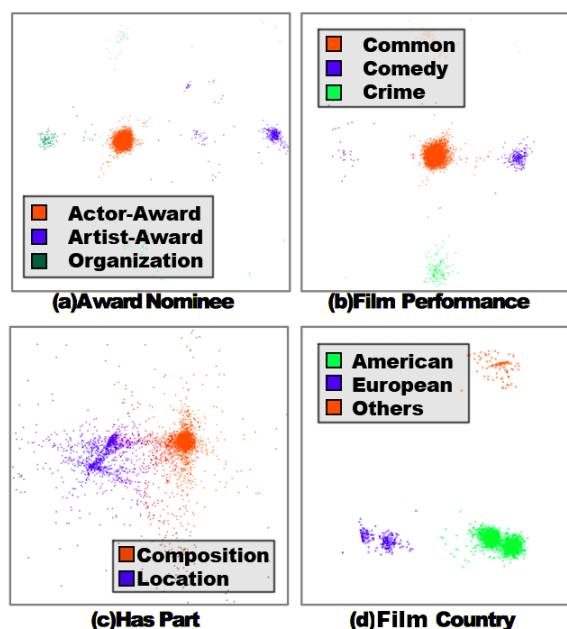 Actor-Award
Artist-Award
Organization
(a)Award Nominee
Common
Comedy
Crime
(b)Film Performance
Composition
Location
(c)Has Part
American
European
Others
(d)Film Country